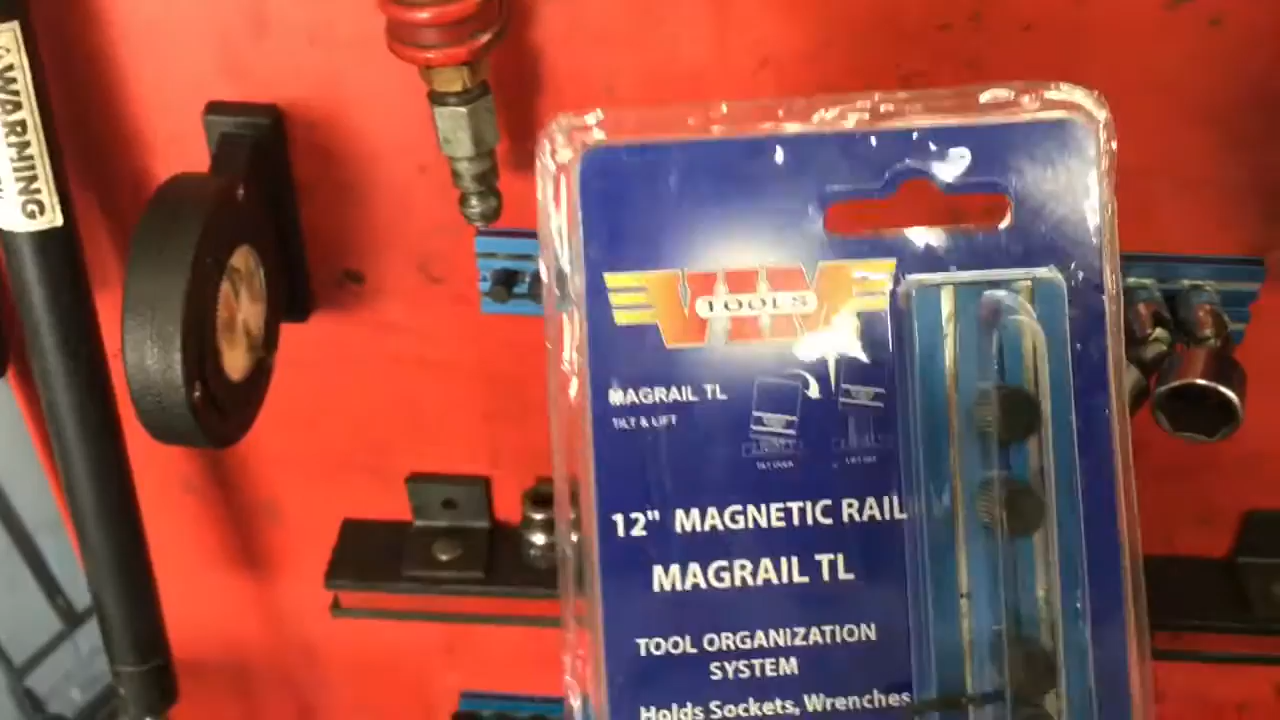 WARNING
VIM
TOOLS
MAGRAIL TL
TILT & LIFT
12" MAGNETIC RAIL
MAGRAIL TL
TOOL ORGANIZATION
SYSTEM
Holds Sockets, Wrenches